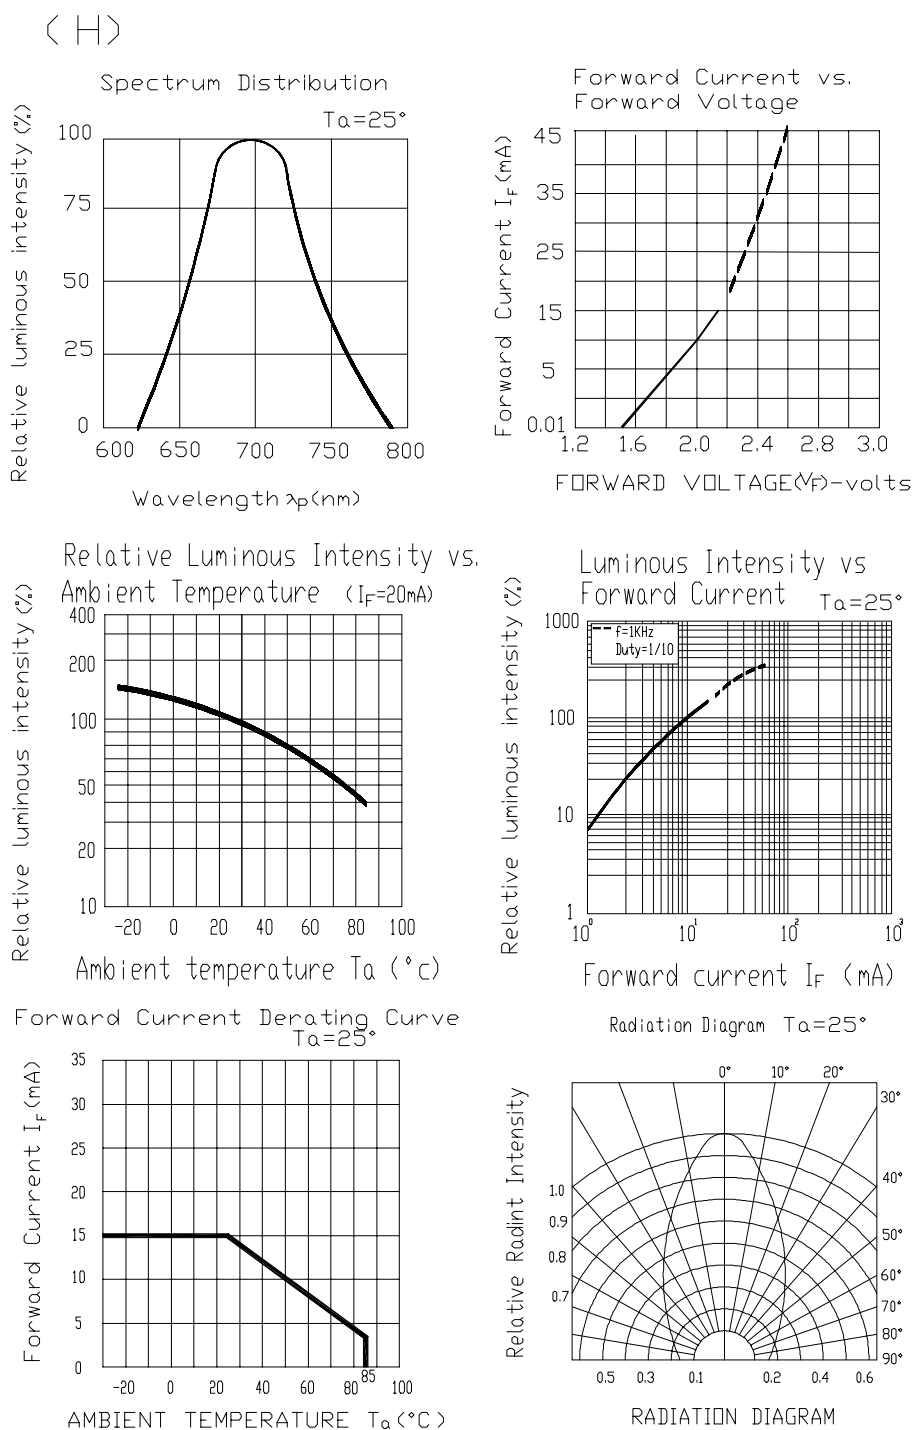 (H)
Spectrum Distribution
Ta=25°
Relative luminous intensity (%)
100
75
50
25
0
600 650 700 750 800
Wavelength λp(nm)
Forward Current vs.
Forward Voltage
Forward Current IF (mA)
45
35
25
15
5
0.01
1.2 1.6 2.0 2.4 2.8 3.0
FORWARD VOLTAGE(VF)-volts
Relative Luminous Intensity vs.
Ambient Temperature (IF=20mA)
Relative luminous intensity (%)
400
200
100
50
20
10
-20 0 20 40 60 80 100
Ambient temperature Ta (°c)
Luminous Intensity vs
Forward Current Ta=25°
Relative luminous intensity (%)
f=1KHz
Duty=1/10
1000
100
10
1
10⁰ 10¹ 10² 10³
Forward current IF (mA)
Forward Current Derating Curve
Ta=25°
Forward Current IF (mA)
35
30
25
20
15
10
5
0
85
-20 0 20 40 60 80 100
AMBIENT TEMPERATURE Ta(°C)
Radiation Diagram Ta=25°
Relative Radint Intensity
0° 10° 20°
30°
40°
50°
60°
70°
80°
90°
1.0
0.9
0.8
0.7
0.5 0.3 0.1 0.2 0.4 0.6
RADIATION DIAGRAM